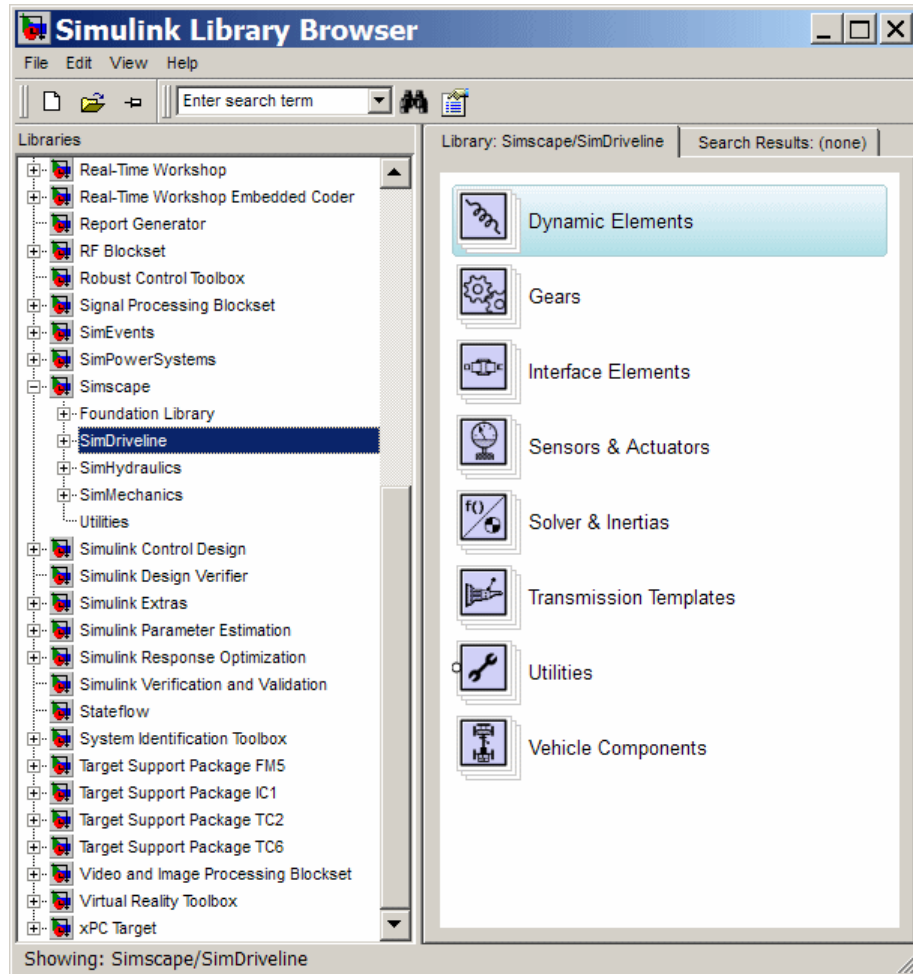 Simulink Library Browser
File Edit View Help
Enter search term
Libraries
Real-Time Workshop
Real-Time Workshop Embedded Coder
Report Generator
RF Blockset
Robust Control Toolbox
Signal Processing Blockset
SimEvents
SimPowerSystems
Simscape
Foundation Library
SimDriveline
SimHydraulics
SimMechanics
Utilities
Simulink Control Design
Simulink Design Verifier
Simulink Extras
Simulink Parameter Estimation
Simulink Response Optimization
Simulink Verification and Validation
Stateflow
System Identification Toolbox
Target Support Package FM5
Target Support Package IC1
Target Support Package TC2
Target Support Package TC6
Video and Image Processing Blockset
Virtual Reality Toolbox
xPC Target
Library: Simscape/SimDriveline
Search Results: (none)
Dynamic Elements
Gears
Interface Elements
Sensors & Actuators
f()
Solver & Inertias
Transmission Templates
Utilities
Vehicle Components
Showing: Simscape/SimDriveline